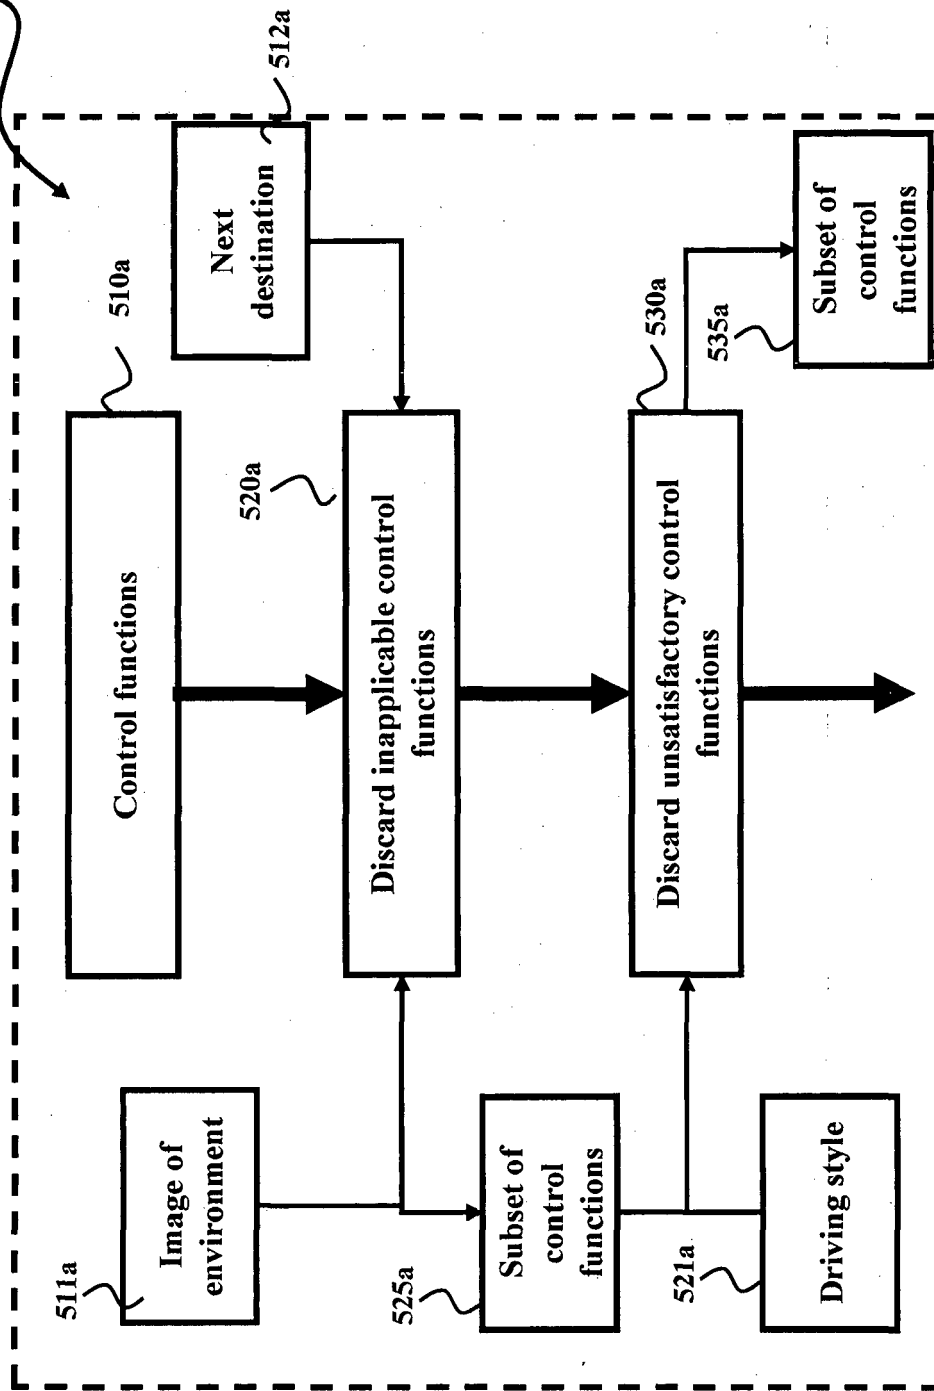 510a
Control functions
512a
Next
destination
511a
Image of
environment
520a
Discard inapplicable control
functions
525a
Subset of
control
functions
530a
Discard unsatisfactory control
functions
521a
Driving style
535a
Subset of
control
functions